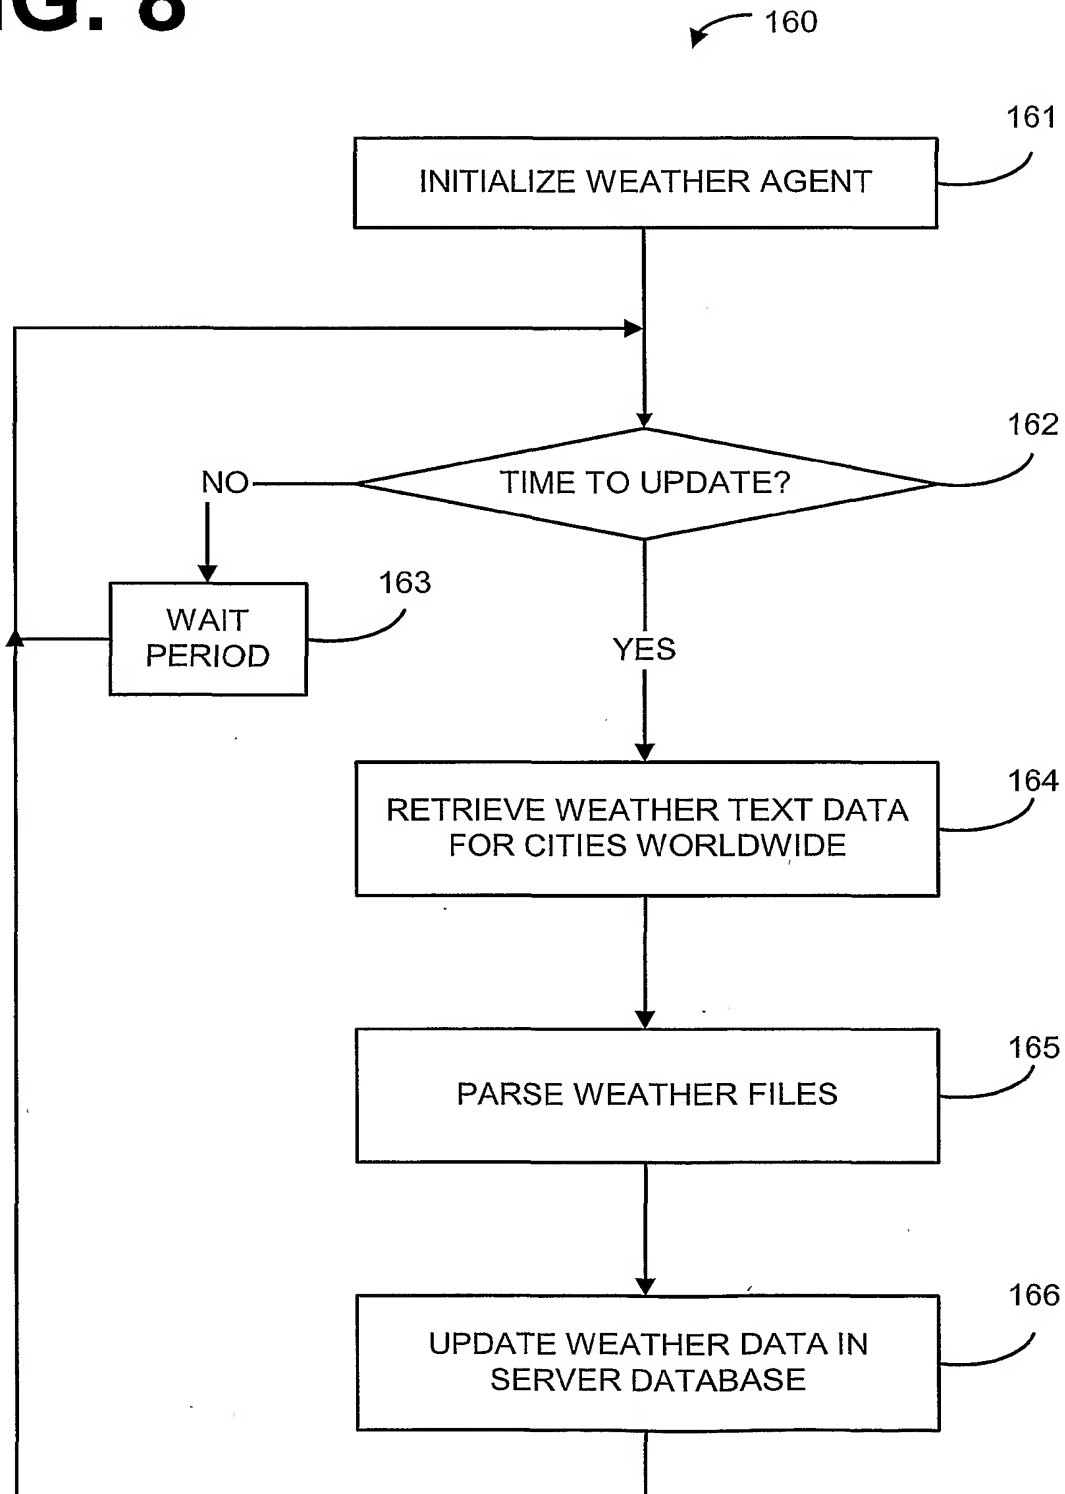 IG. 8
160
161
INITIALIZE WEATHER AGENT
162
TIME TO UPDATE?
NO
163
WAIT
PERIOD
YES
164
RETRIEVE WEATHER TEXT DATA
FOR CITIES WORLDWIDE
165
PARSE WEATHER FILES
166
UPDATE WEATHER DATA IN
SERVER DATABASE